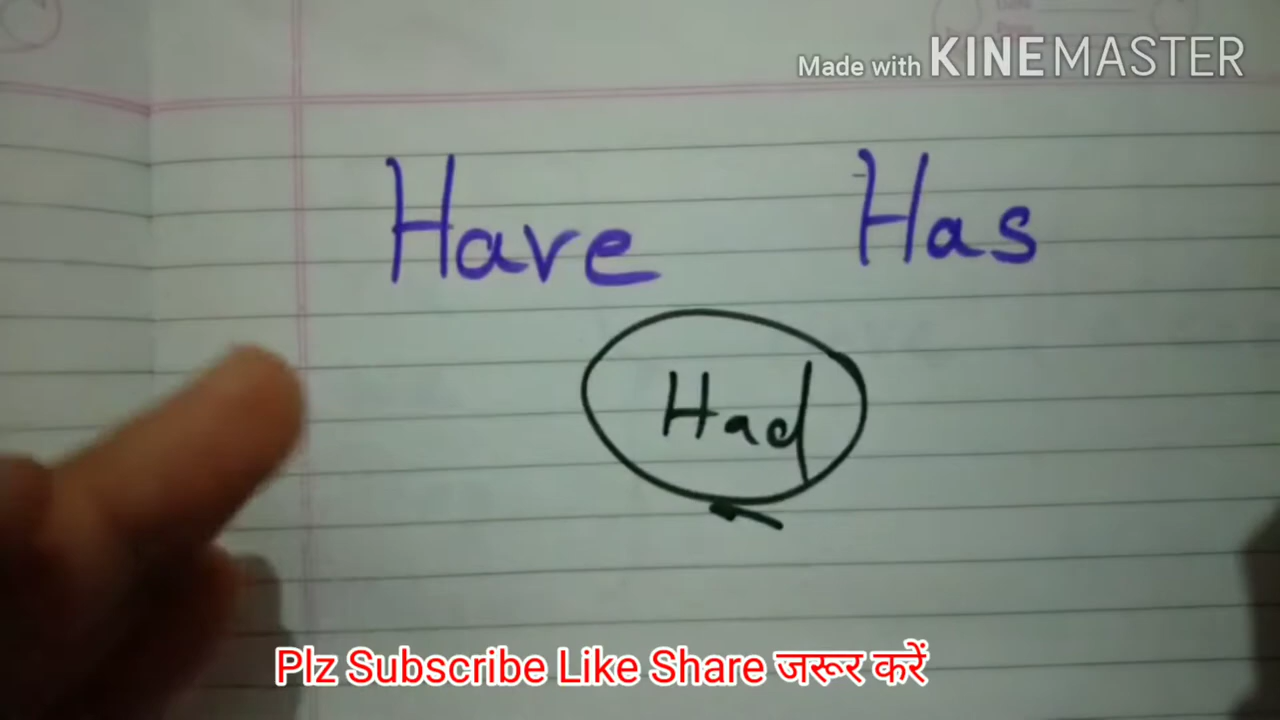 Made with KINEMASTER
Have Has
Had
Plz Subscribe Like Share जरूर करें